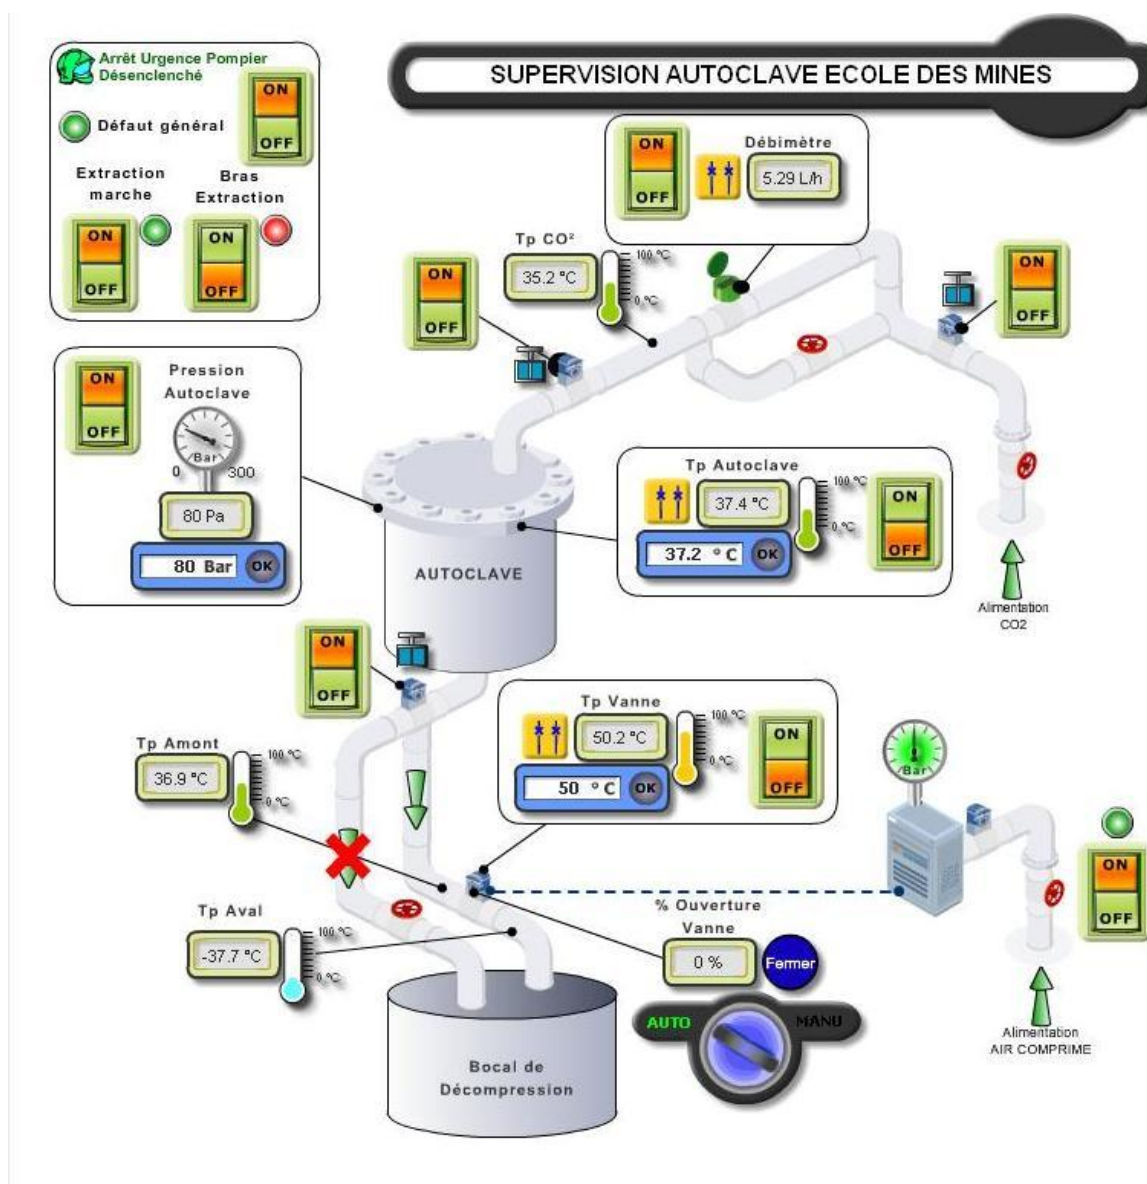 SUPERVISION AUTOCLAVE ECOLE DES MINES
Arrêt Urgence Pompier
Désenclenché
ON
OFF
Défaut général
Extraction
marche
ON
OFF
Bras
Extraction
ON
OFF
ON
OFF
Débimètre
5.29 L/h
Tp CO²
35.2 °C
100 °C
0 °C
ON
OFF
ON
OFF
ON
OFF
Pression
Autoclave
Bar
0
300
80 Pa
80 Bar
OK
Tp Autoclave
37.4 °C
100 °C
0 °C
37.2 °C
OK
ON
OFF
AUTOCLAVE
Alimentation
CO2
ON
OFF
Tp Vanne
50.2 °C
100 °C
0 °C
50 °C
OK
ON
OFF
Tp Amont
36.9 °C
100 °C
0 °C
Bar
ON
OFF
Tp Aval
-37.7 °C
100 °C
0 °C
% Ouverture
Vanne
0 %
Fermer
AUTO
MANU
Alimentation
AIR COMPRIME
Bocal de
Décompression